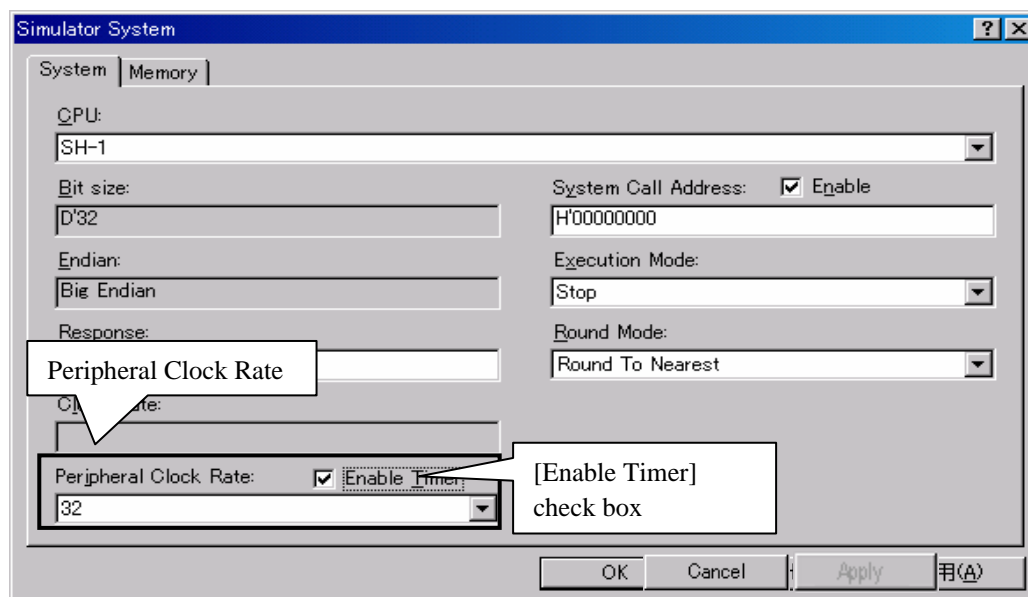 Simulator System
System
Memory
CPU:
SH-1
Bit size:
D'32
System Call Address:
Enable
H'00000000
Endian:
Big Endian
Execution Mode:
Stop
Response:
Round Mode:
Round To Nearest
Peripheral Clock Rate
Peripheral Clock Rate:
Enable Timer
32
[Enable Timer]
check box
OK
Cancel
Apply
用(A)